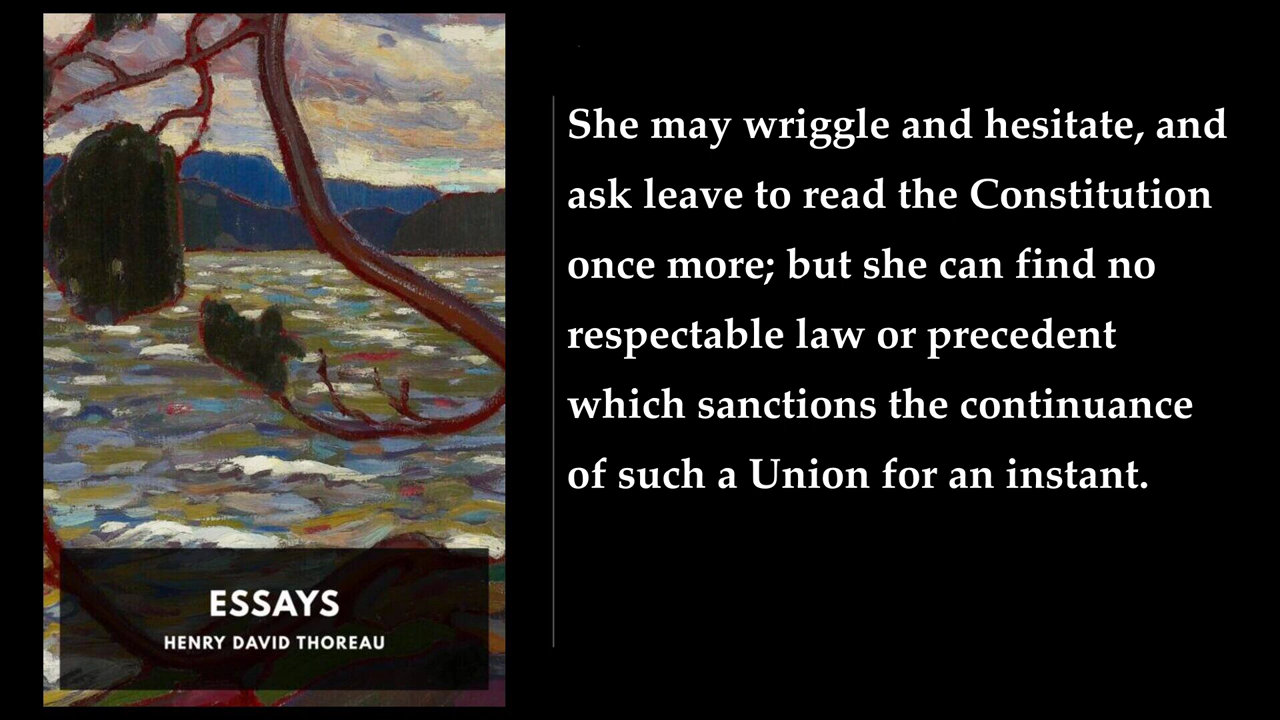 She may wriggle and hesitate, and
ask leave to read the Constitution
once more; but she can find no
respectable law or precedent
which sanctions the continuance
of such a Union for an instant.
ESSAYS
HENRY DAVID THOREAU